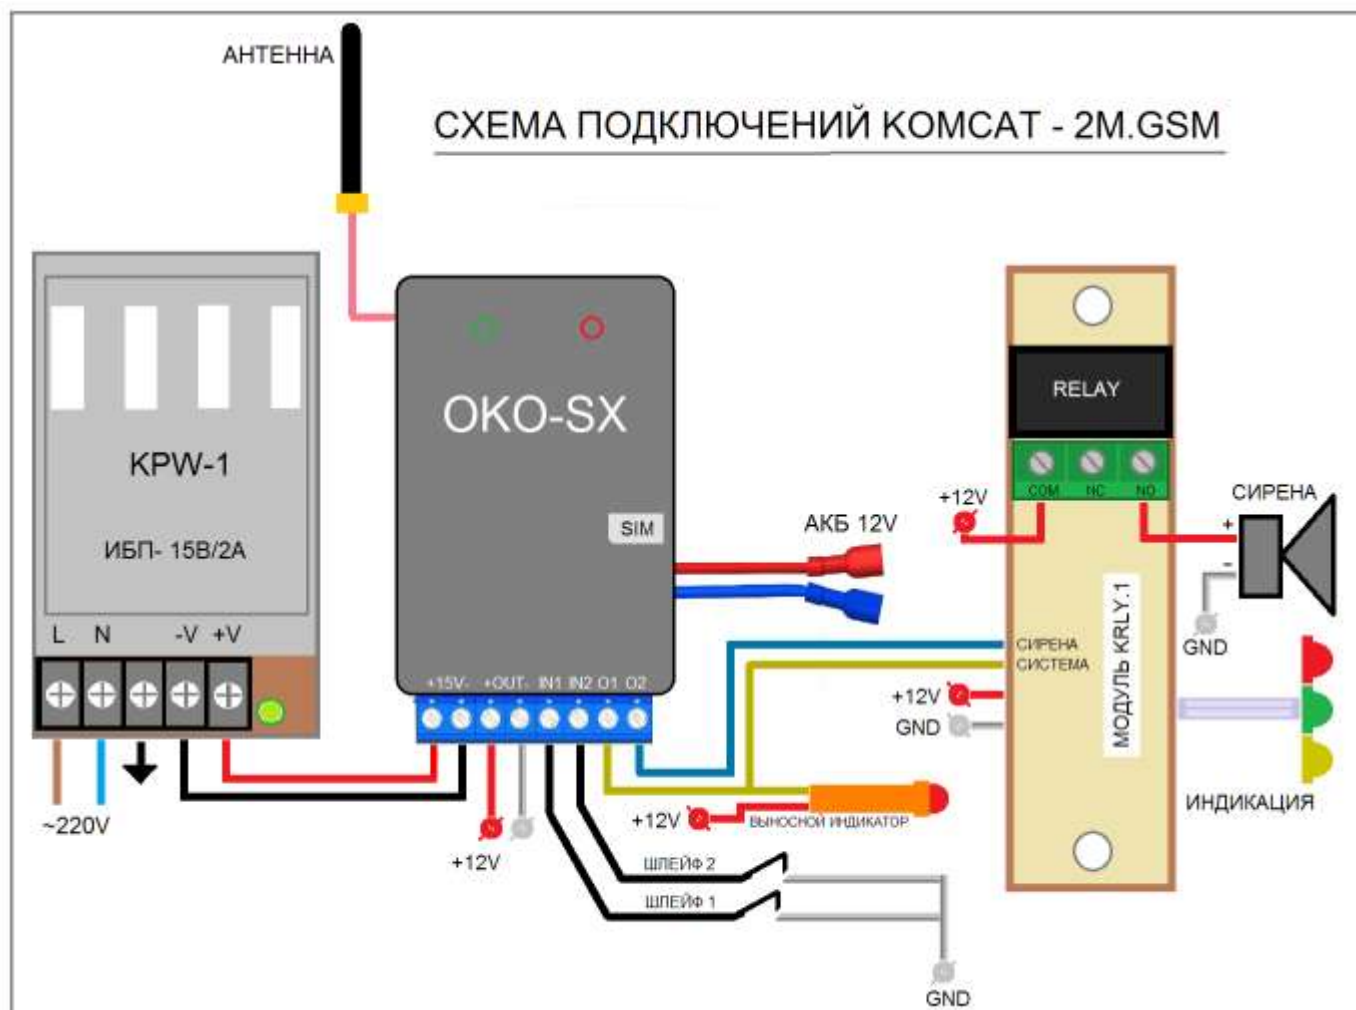 АНТЕННА
СХЕМА ПОДКЛЮЧЕНИЙ КОМСАТ - 2M.GSM
KPW-1
ИБП- 15В/2А
L N -V +V
~220V
OKO-SX
SIM
+15V- +OUT- IN1 IN2 O1 O2
+12V
АКБ 12V
RELAY
COM NC NO
+12V
СИРЕНА
+
-
GND
СИРЕНА
СИСТЕМА
+12V
GND
МОДУЛЬ KRLY.1
ИНДИКАЦИЯ
+12V
ВЫНОСНОЙ ИНДИКАТОР
ШЛЕЙФ 2
ШЛЕЙФ 1
GND